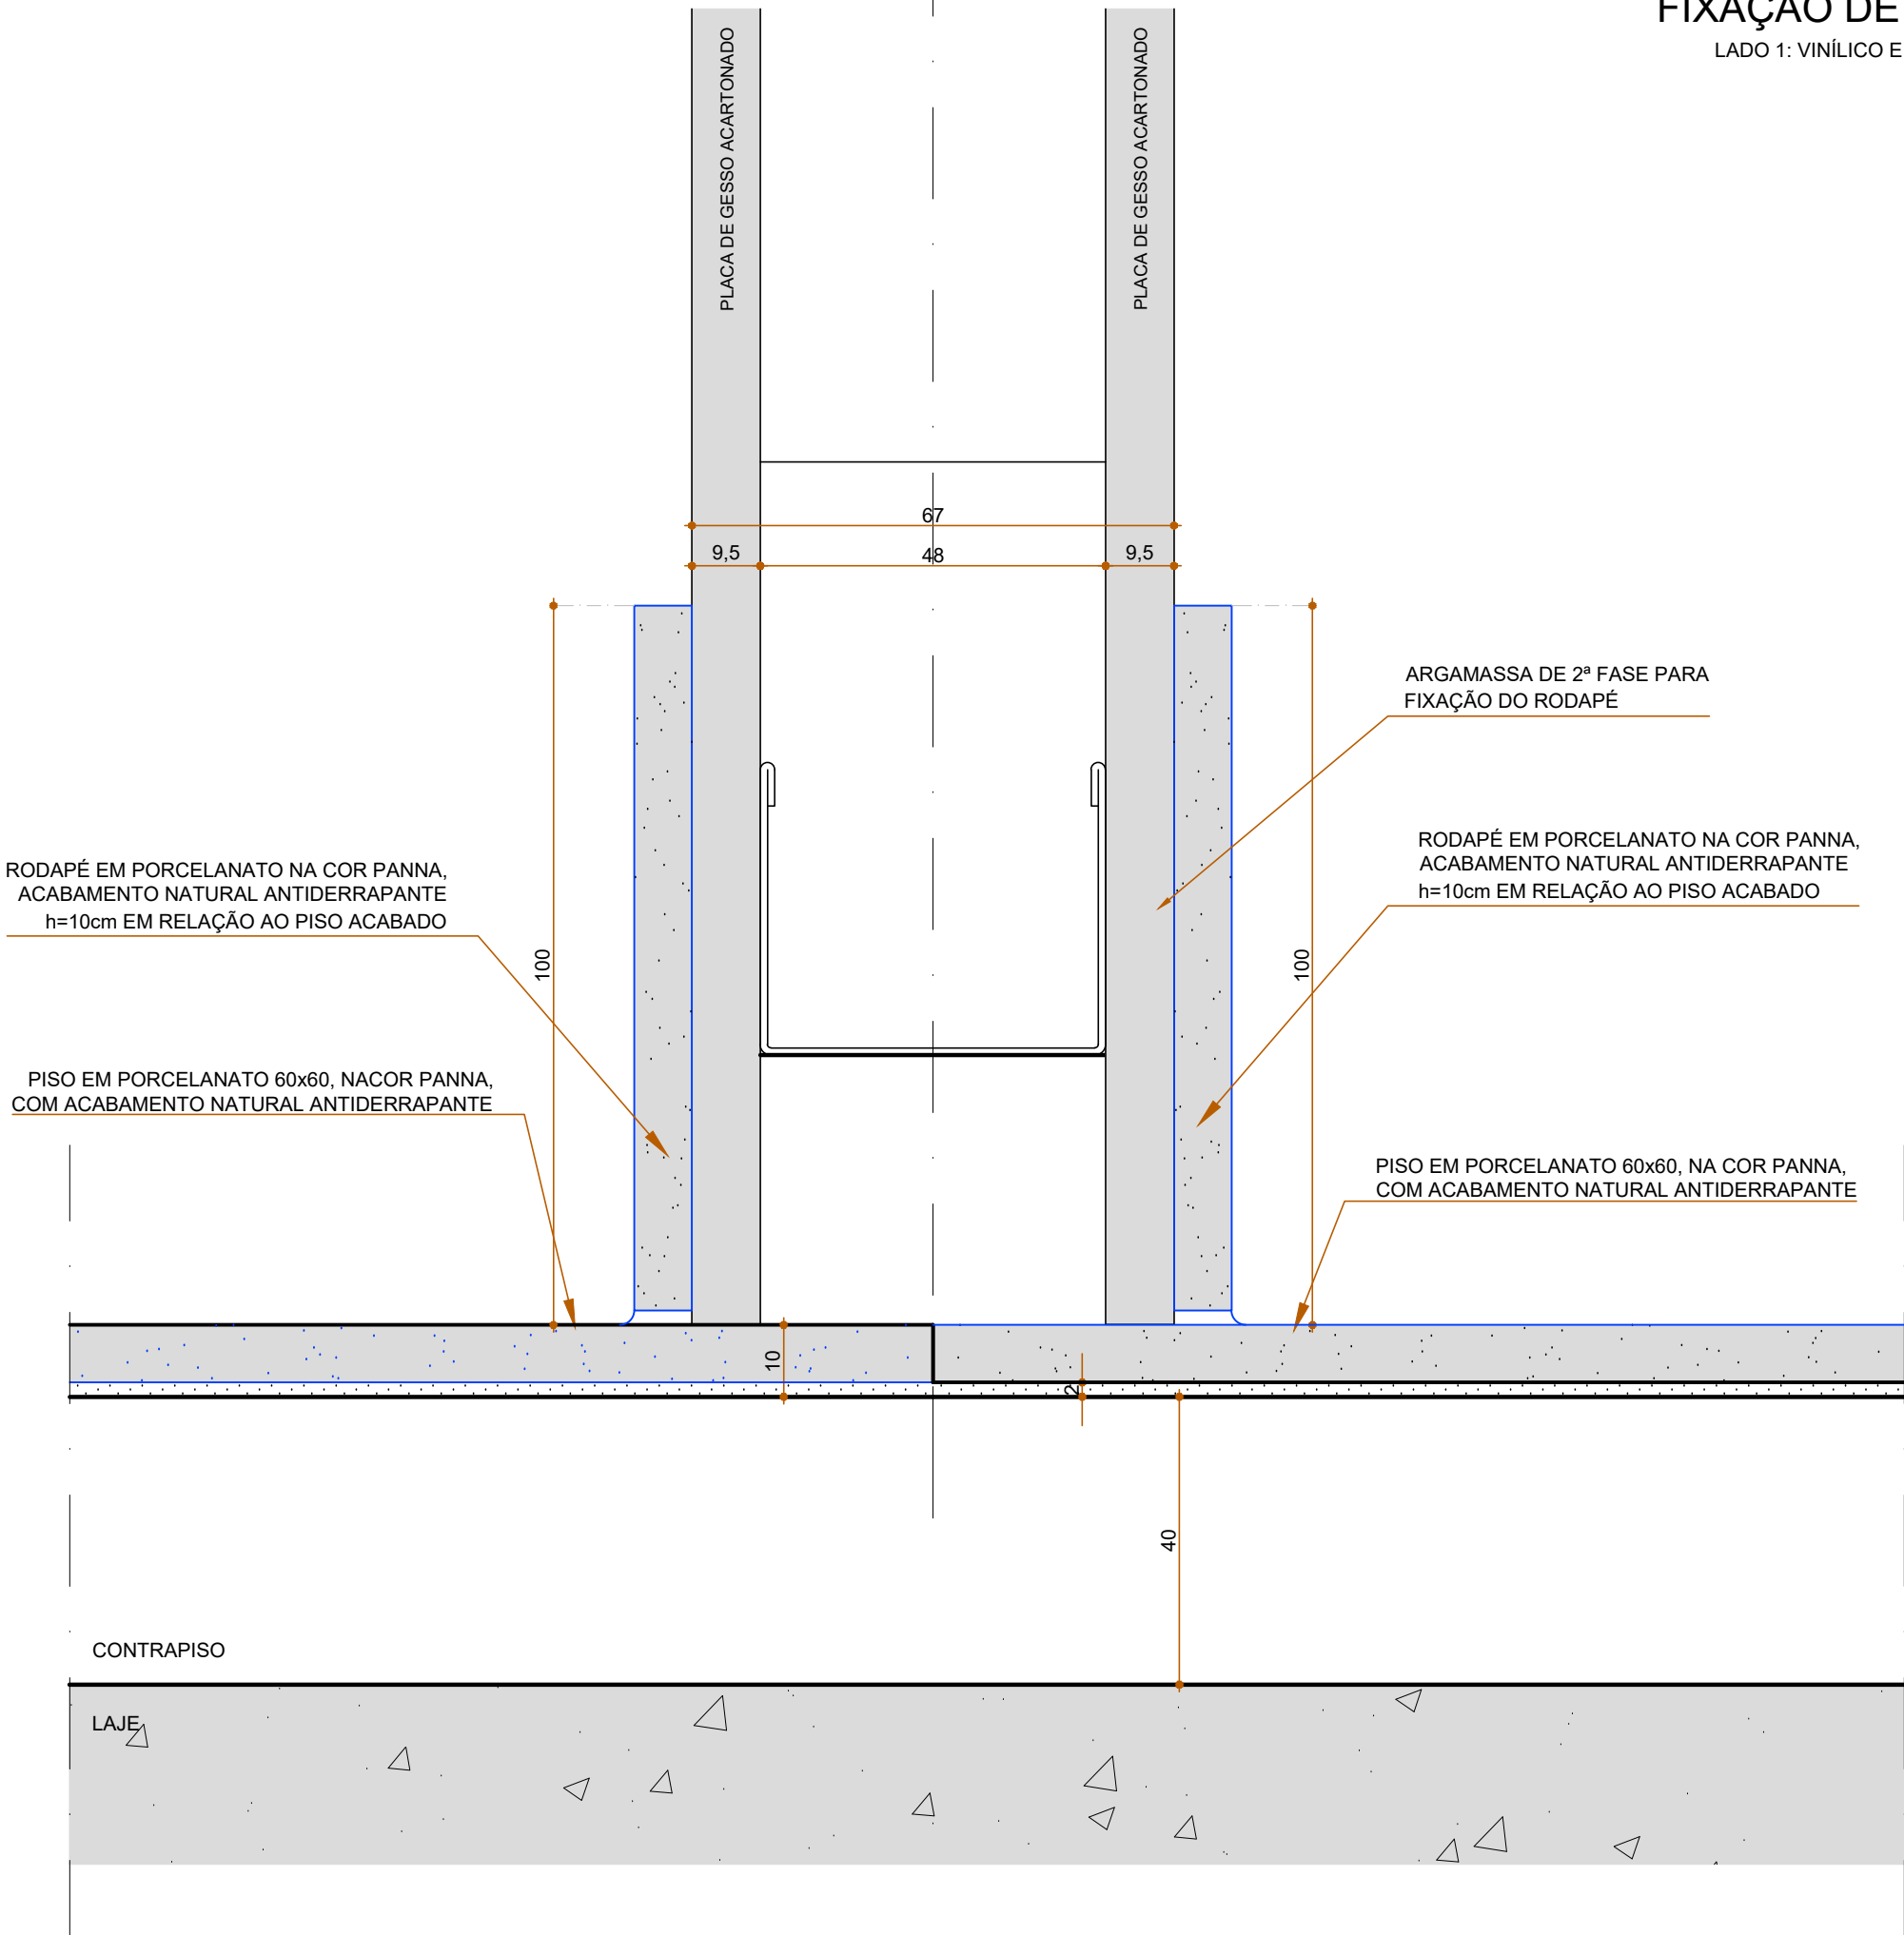 FIXAÇÃO DE
LADO 1: VINÍLICO E
PLACA DE GESSO ACARTONADO
PLACA DE GESSO ACARTONADO
67
9,5
48
9,5
ARGAMASSA DE 2ª FASE PARA
FIXAÇÃO DO RODAPÉ
RODAPÉ EM PORCELANATO NA COR PANNA,
ACABAMENTO NATURAL ANTIDERRAPANTE
h=10cm EM RELAÇÃO AO PISO ACABADO
RODAPÉ EM PORCELANATO NA COR PANNA,
ACABAMENTO NATURAL ANTIDERRAPANTE
h=10cm EM RELAÇÃO AO PISO ACABADO
100
100
PISO EM PORCELANATO 60x60, NACOR PANNA,
COM ACABAMENTO NATURAL ANTIDERRAPANTE
PISO EM PORCELANATO 60x60, NA COR PANNA,
COM ACABAMENTO NATURAL ANTIDERRAPANTE
10
2
40
CONTRAPISO
LAJE